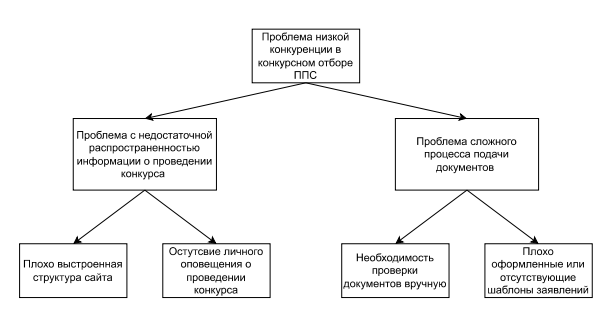 Проблема низкой
конкуренции в
конкурсном отборе
ППС
Проблема с недостаточной
распространенностью
информации о проведении
конкурса
Проблема сложного
процесса подачи
документов
Плохо выстроенная
структура сайта
Остутсвие личного
оповещения о
проведении
конкурса
Необходимость
проверки
документов вручную
Плохо
оформленные или
отсутствующие
шаблоны заявлений